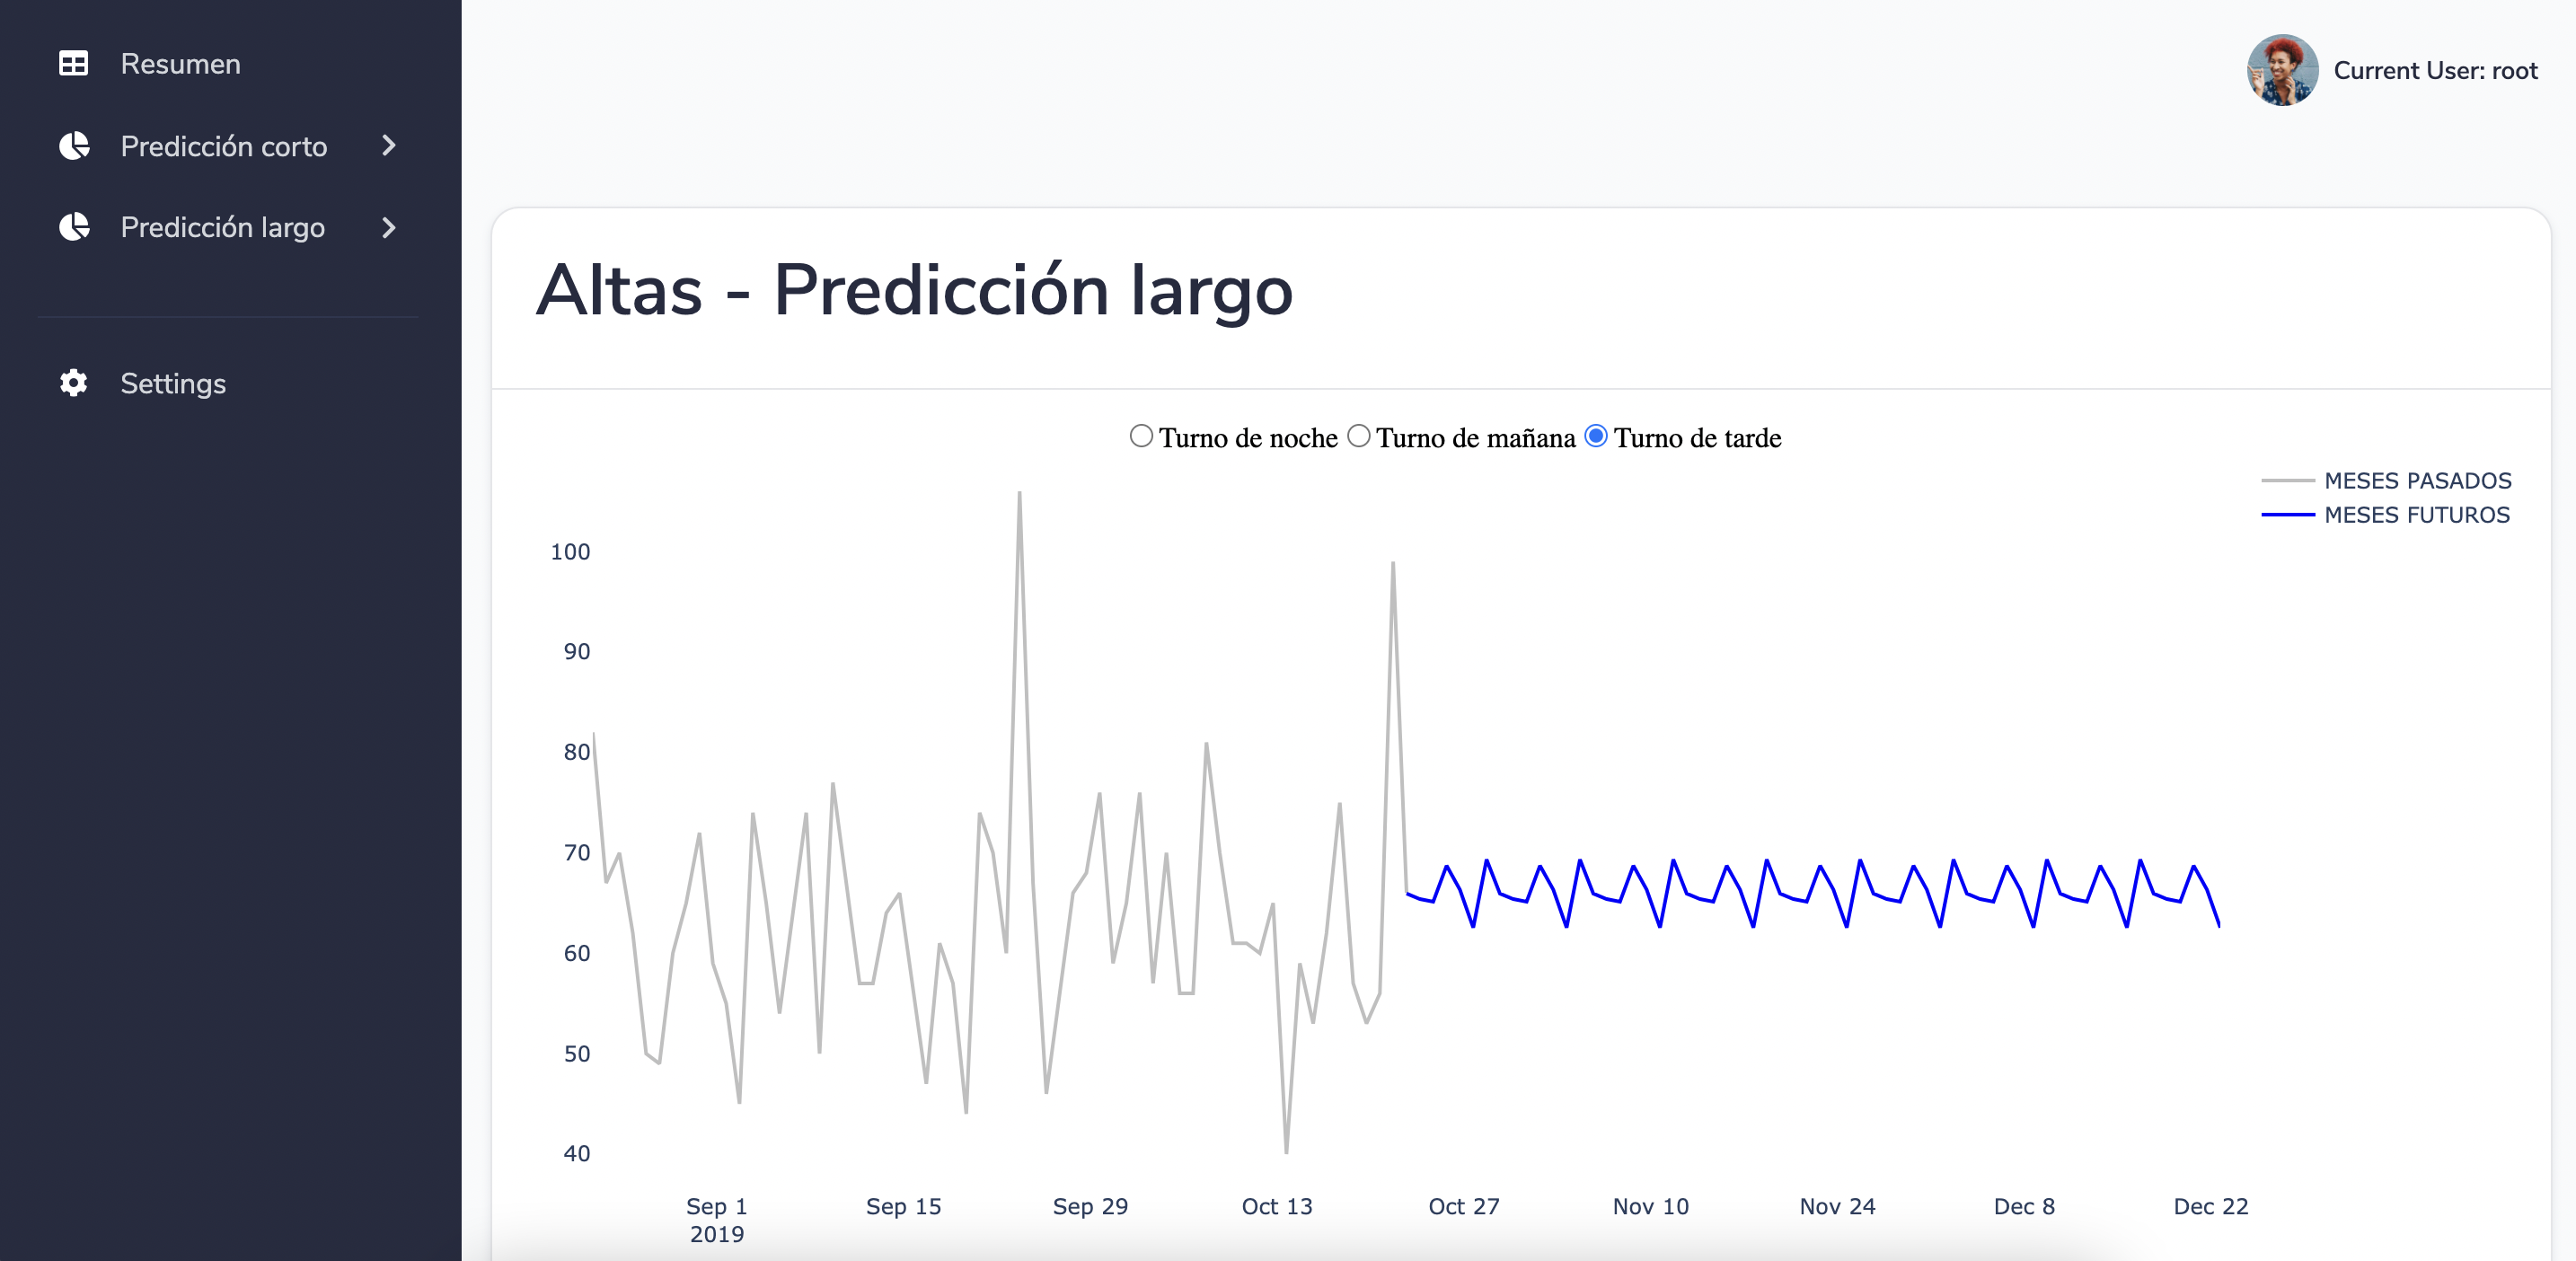 Resumen
Predicción corto
Predicción largo
Settings
Current User: root
Altas - Predicción largo
Turno de noche Turno de mañana Turno de tarde
MESES PASADOS
MESES FUTUROS
100
90
80
70
60
50
40
Sep 1 Sep 15 Sep 29 Oct 13 Oct 27 Nov 10 Nov 24 Dec 8 Dec 22
2019